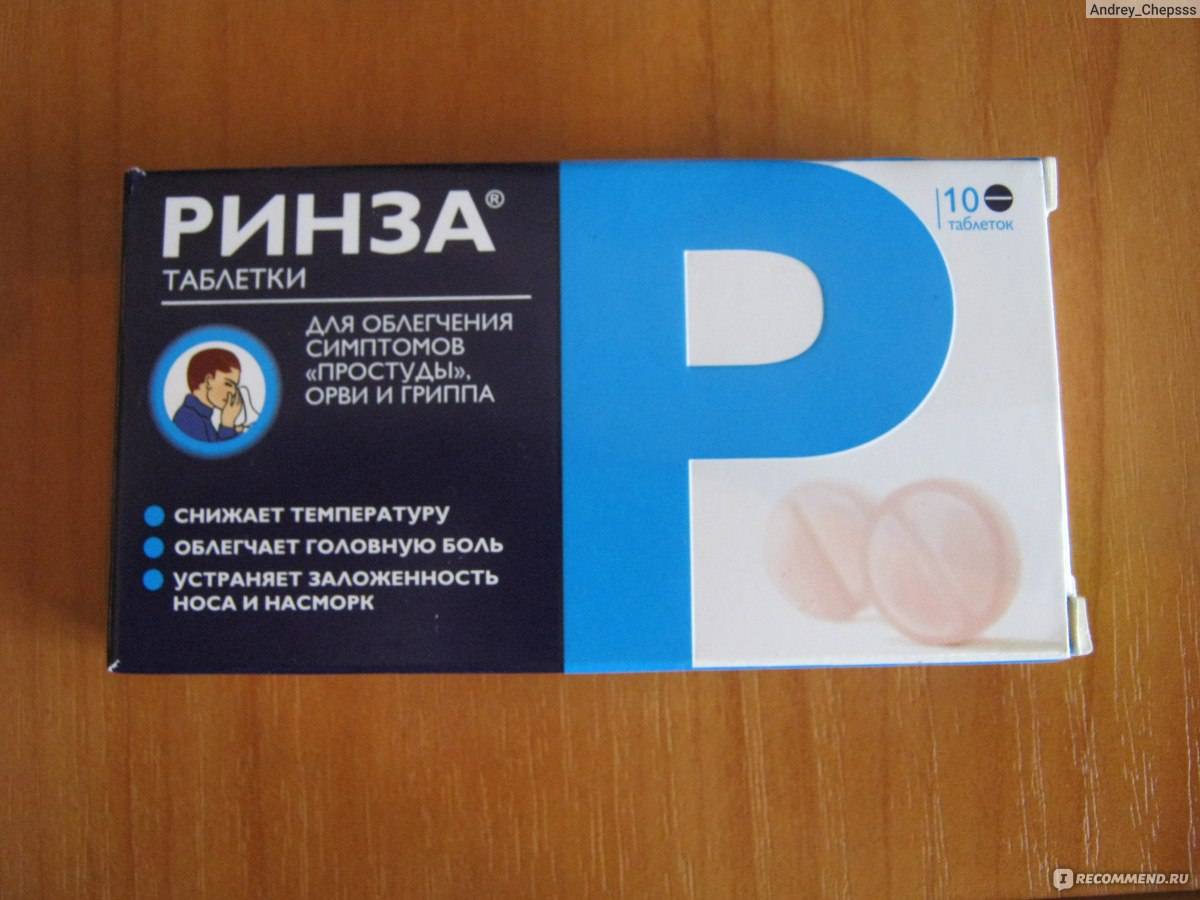 Andrey_Chepsss
РИНЗА®
ТАБЛЕТКИ
ДЛЯ ОБЛЕГЧЕНИЯ
СИМПТОМОВ
«ПРОСТУДЫ»,
ОРВИ И ГРИППА
СНИЖАЕТ ТЕМПЕРАТУРУ
ОБЛЕГЧАЕТ ГОЛОВНУЮ БОЛЬ
УСТРАНЯЕТ ЗАЛОЖЕННОСТЬ
НОСА И НАСМОРК
Р
10
таблеток
IRECOMMEND.RU